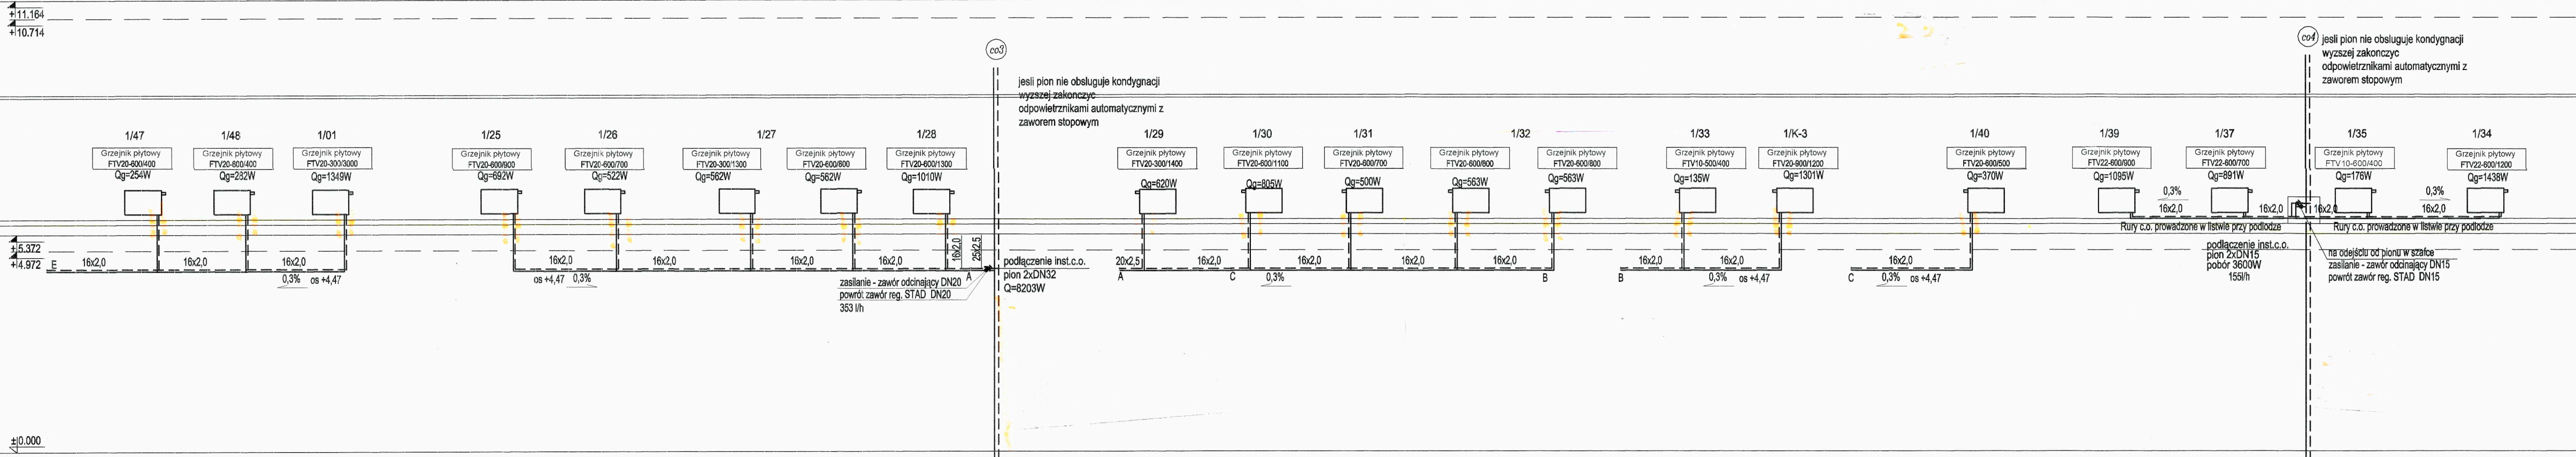 +11.164
+10.714
co3
jesli pion nie obsluguje kondygnacji
wyzszej zakonczyc
odpowietrznikami automatycznymi z
zaworem stopowym
co4
jesli pion nie obsluguje kondygnacji
wyzszej zakonczyc
odpowietrznikami automatycznymi z
zaworem stopowym
1/47
Grzejnik płytowy
FTV20-600/400
Qg=254W
1/48
Grzejnik płytowy
FTV20-600/400
Qg=282W
1/01
Grzejnik płytowy
FTV20-300/3000
Qg=1349W
1/25
Grzejnik płytowy
FTV20-600/900
Qg=692W
1/26
Grzejnik płytowy
FTV20-600/700
Qg=522W
1/27
Grzejnik płytowy
FTV20-300/1300
Qg=562W
Grzejnik płytowy
FTV20-600/800
Qg=562W
1/28
Grzejnik płytowy
FTV20-600/1300
Qg=1010W
1/29
Grzejnik płytowy
FTV20-300/1400
Qg=620W
1/30
Grzejnik płytowy
FTV20-600/1100
Qg=805W
1/31
Grzejnik płytowy
FTV20-600/700
Qg=500W
1/32
Grzejnik płytowy
FTV20-600/800
Qg=563W
Grzejnik płytowy
FTV20-600/800
Qg=563W
1/33
Grzejnik płytowy
FTV10-500/400
Qg=135W
1/K-3
Grzejnik płytowy
FTV20-900/1200
Qg=1301W
1/40
Grzejnik płytowy
FTV20-600/500
Qg=370W
1/39
Grzejnik płytowy
FTV22-600/900
Qg=1095W
1/37
Grzejnik płytowy
FTV22-600/700
Qg=891W
1/35
Grzejnik płytowy
FTV10-600/400
Qg=176W
1/34
Grzejnik płytowy
FTV22-600/1200
Qg=1438W
0,3%
16x2,0
16x2,0
16x2,0
0,3%
16x2,0
Rury c.o. prowadzone w listwie przy podlodze
Rury c.o. prowadzone w listwie przy podlodze
+5.372
+4.972
E
16x2,0
16x2,0
16x2,0
0,3%
os +4,47
16x2,0
16x2,0
16x2,0
16x2,0
os +4,47
0,3%
16x2,0
25x2,5
A
zasilanie - zawór odcinający DN20
powrót zawór reg. STAD DN20
353 l/h
podłączenie inst.c.o.
pion 2xDN32
Q=8203W
20x2,5
A
16x2,0
C
0,3%
16x2,0
16x2,0
16x2,0
B
B
16x2,0
16x2,0
0,3%
os +4,47
C
16x2,0
0,3%
os +4,47
podłączenie inst.c.o.
pion 2xDN15
pobór 3600W
155l/h
na odejściu od pionu w szafce
zasilanie - zawór odcinający DN15
powrót zawór reg. STAD DN15
±0.000